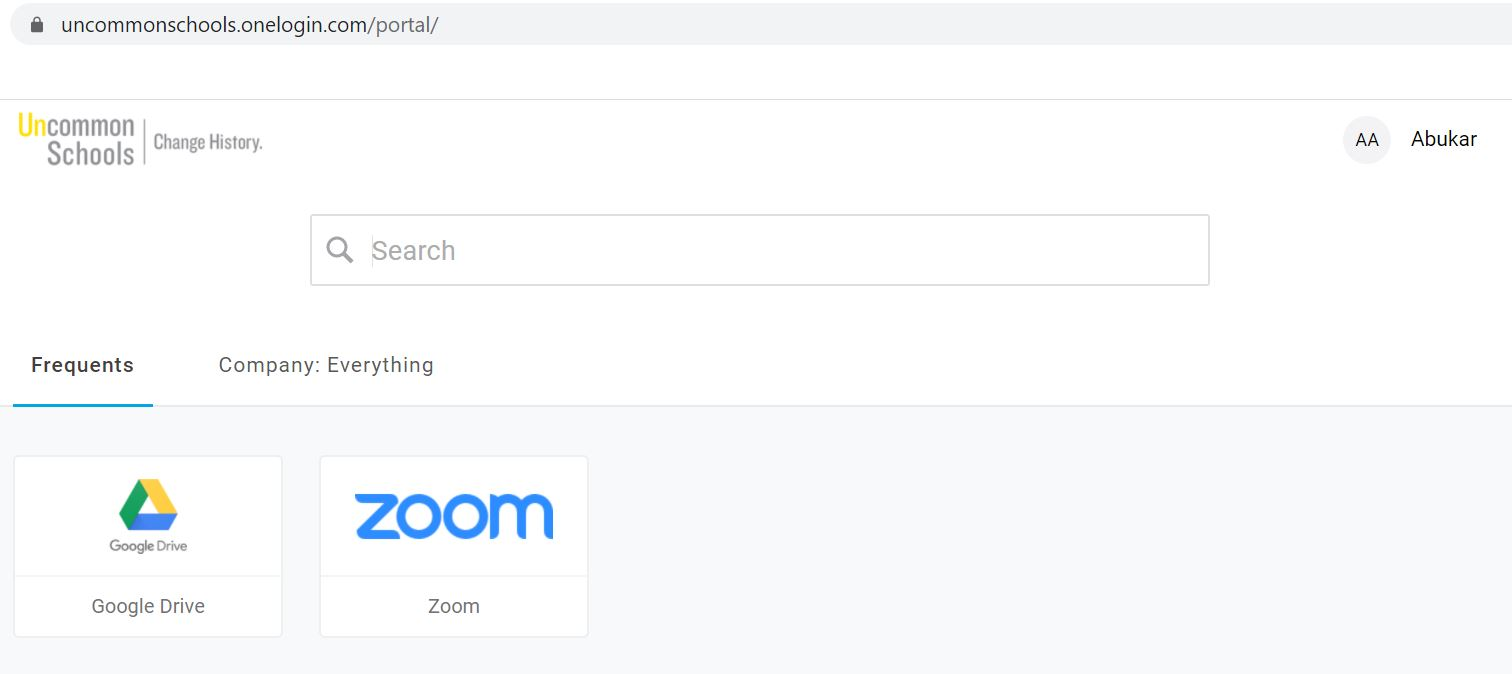 uncommonschools.onelogin.com/portal/
Uncommon
Schools
Change History.
AA
Abukar
Search
Frequents
Company: Everything
Google Drive
zoom
Google Drive
Zoom